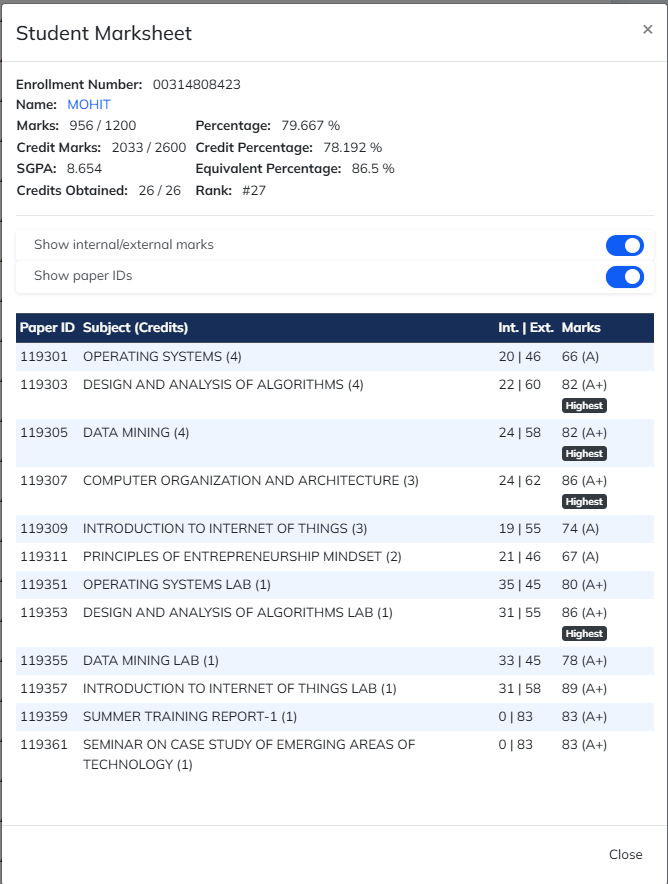 Student Marksheet ×
Enrollment Number: 00314808423
Name: MOHIT
Marks: 956 / 1200 Percentage: 79.667 %
Credit Marks: 2033 / 2600 Credit Percentage: 78.192 %
SGPA: 8.654 Equivalent Percentage: 86.5 %
Credits Obtained: 26 / 26 Rank: #27
Show internal/external marks
Show paper IDs
Paper ID Subject (Credits) Int. | Ext. Marks
119301 OPERATING SYSTEMS (4) 20 | 46 66 (A)
119303 DESIGN AND ANALYSIS OF ALGORITHMS (4) 22 | 60 82 (A+)
Highest
119305 DATA MINING (4) 24 | 58 82 (A+)
Highest
119307 COMPUTER ORGANIZATION AND ARCHITECTURE (3) 24 | 62 86 (A+)
Highest
119309 INTRODUCTION TO INTERNET OF THINGS (3) 19 | 55 74 (A)
119311 PRINCIPLES OF ENTREPRENEURSHIP MINDSET (2) 21 | 46 67 (A)
119351 OPERATING SYSTEMS LAB (1) 35 | 45 80 (A+)
119353 DESIGN AND ANALYSIS OF ALGORITHMS LAB (1) 31 | 55 86 (A+)
Highest
119355 DATA MINING LAB (1) 33 | 45 78 (A+)
119357 INTRODUCTION TO INTERNET OF THINGS LAB (1) 31 | 58 89 (A+)
119359 SUMMER TRAINING REPORT-1 (1) 0 | 83 83 (A+)
119361 SEMINAR ON CASE STUDY OF EMERGING AREAS OF 0 | 83 83 (A+)
TECHNOLOGY (1)
Close